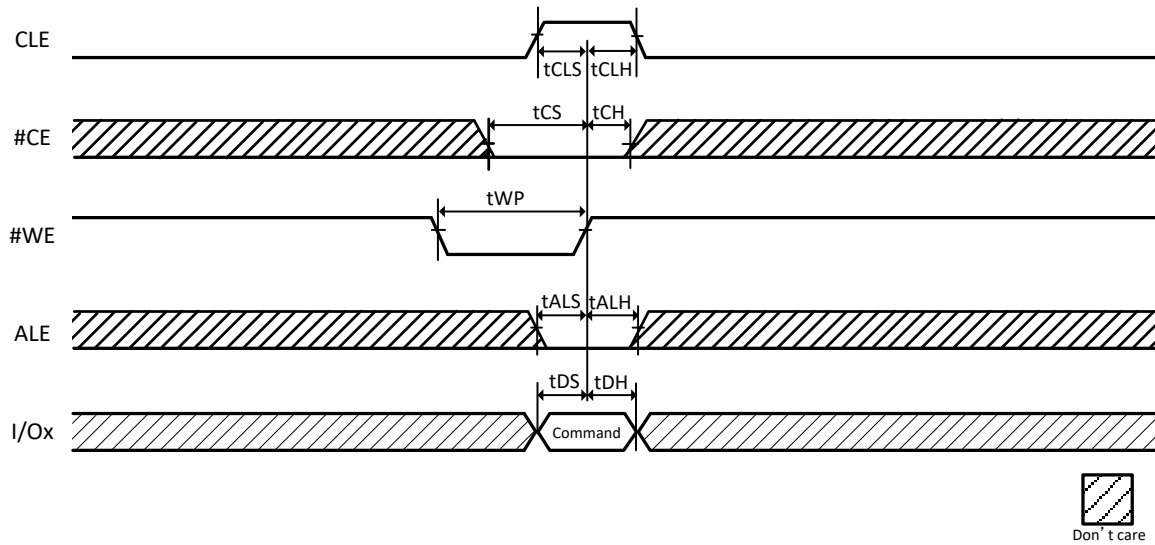 CLE
tCLS tCLH
#CE
tCS tCH
#WE
tWP
ALE
tALS tALH
I/Ox
tDS tDH
Command
Don't care